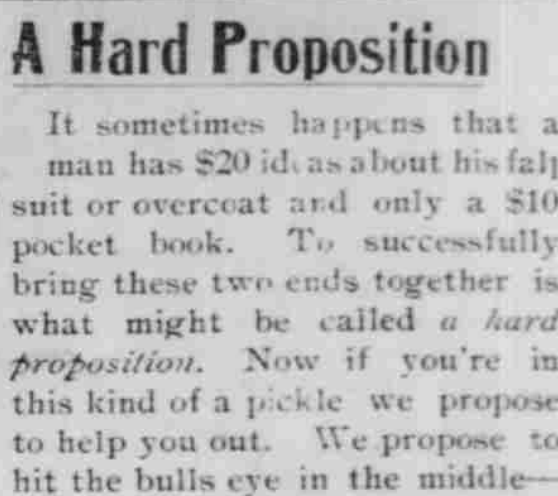 A Hard Proposition
It sometimes happens that a
man has $20 ideas about his fall
suit or overcoat and only a $10
pocket book. To successfully
bring these two ends together is
what might be called a hard
proposition. Now if you're in
this kind of a pickle we propose
to help you out. We propose to
hit the bulls eye in the middle—